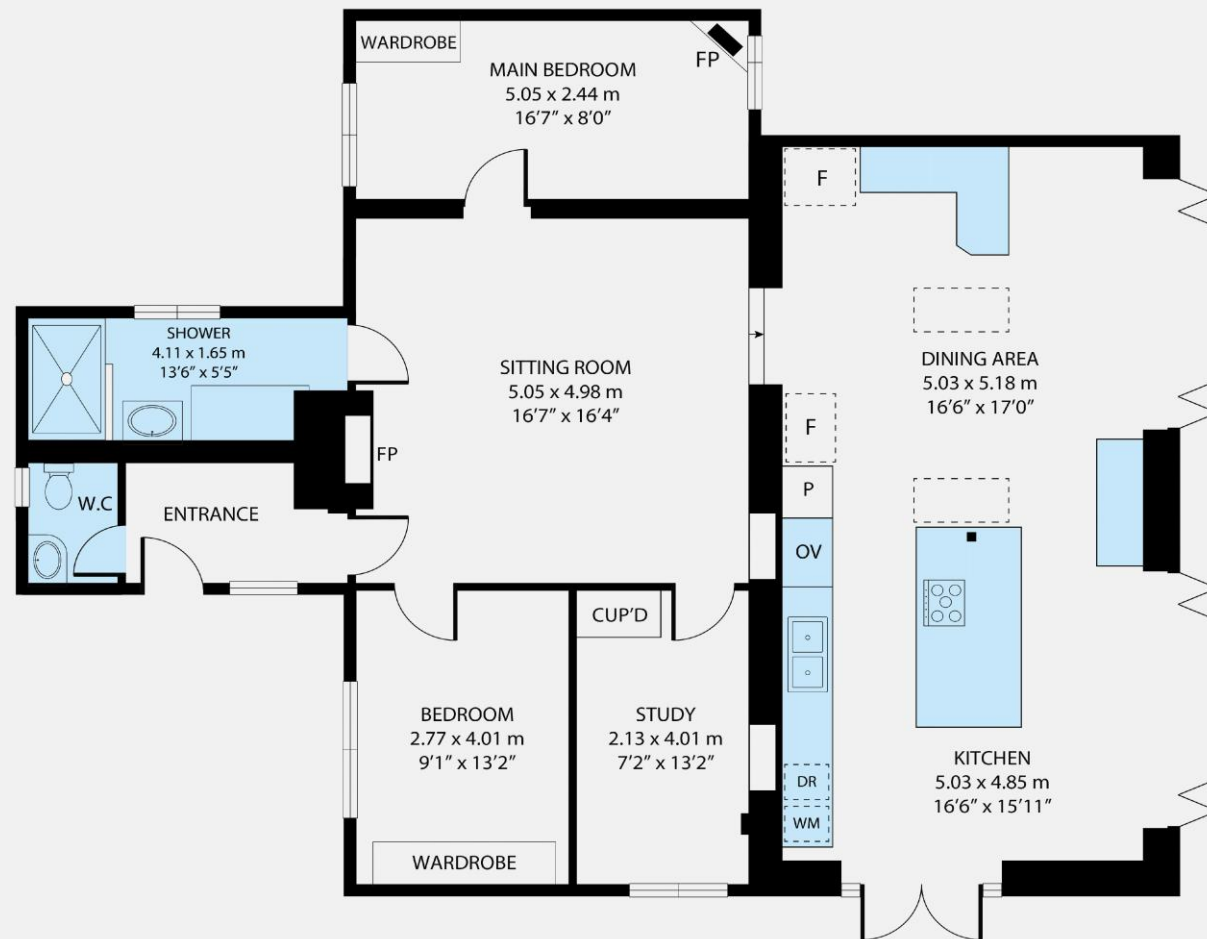 WARDROBE
MAIN BEDROOM
5.05 x 2.44 m
16’7” x 8’0”
FP
F
SHOWER
4.11 x 1.65 m
13’6” x 5’5”
SITTING ROOM
5.05 x 4.98 m
16’7” x 16’4”
DINING AREA
5.03 x 5.18 m
16’6” x 17’0”
FP
F
P
W.C
ENTRANCE
OV
CUP’D
BEDROOM
2.77 x 4.01 m
9’1” x 13’2”
STUDY
2.13 x 4.01 m
7’2” x 13’2”
KITCHEN
5.03 x 4.85 m
16’6” x 15’11”
DR
WM
WARDROBE